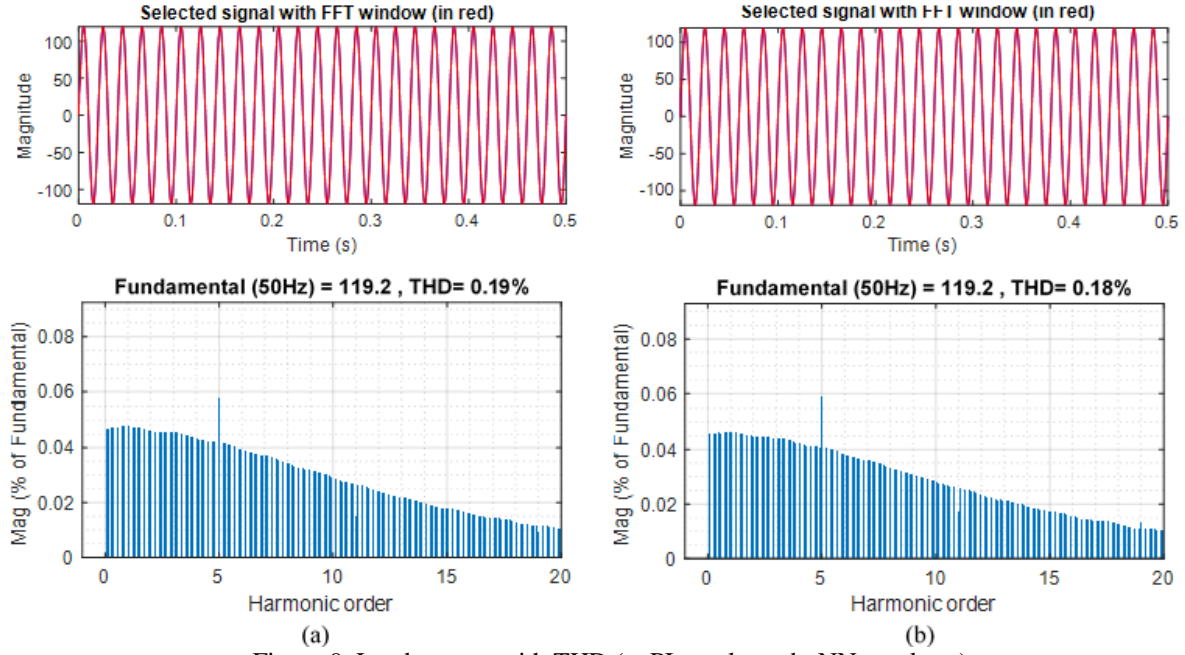 Selected signal with FFT window (in red)
Magnitude
100
50
0
-50
-100
0 0.1 0.2 0.3 0.4 0.5
Time (s)
Fundamental (50Hz) = 119.2 , THD= 0.19%
Mag (% of Fundamental)
0.08
0.06
0.04
0.02
0
0 5 10 15 20
Harmonic order
(a)
Selected signal with FFT window (in red)
Magnitude
100
50
0
-50
-100
0 0.1 0.2 0.3 0.4 0.5
Time (s)
Fundamental (50Hz) = 119.2 , THD= 0.18%
Mag (% of Fundamental)
0.08
0.06
0.04
0.02
0
0 5 10 15 20
Harmonic order
(b)